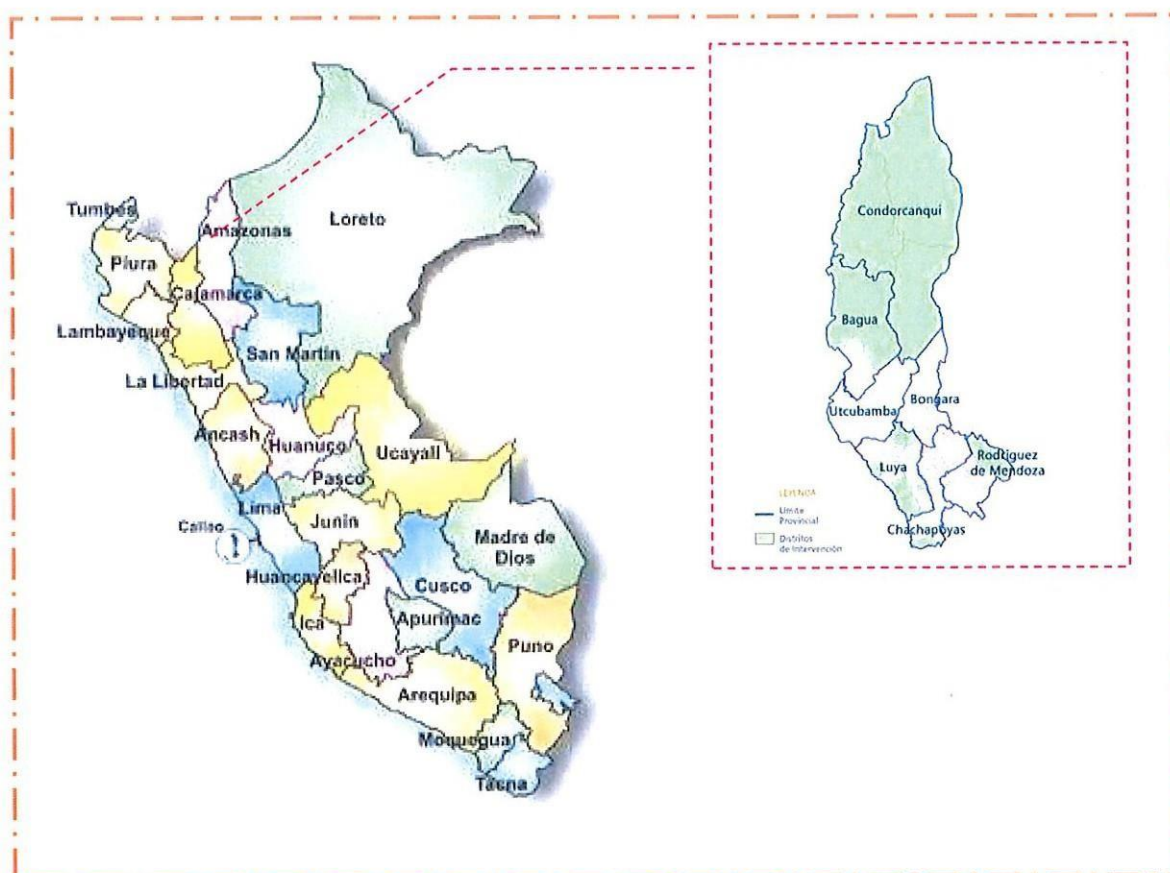 Tumbes
Piura
Amazonas
Loreto
Cajamarca
Lambayeque
San Martín
La Libertad
Ancash
Huanuco
Ucayali
Pasco
Lima
Junín
Callao
Madre de
Dios
Huancavelica
Cusco
Ica
Apurímac
Puno
Ayacucho
Arequipa
Moquegua
Tacna
Condorcanqui
Bagua
Utcubamba
Bongara
Luya
Rodríguez
de Mendoza
Chachapoyas
LEYENDA
Límite
Provincial
Distritos
de Intervención